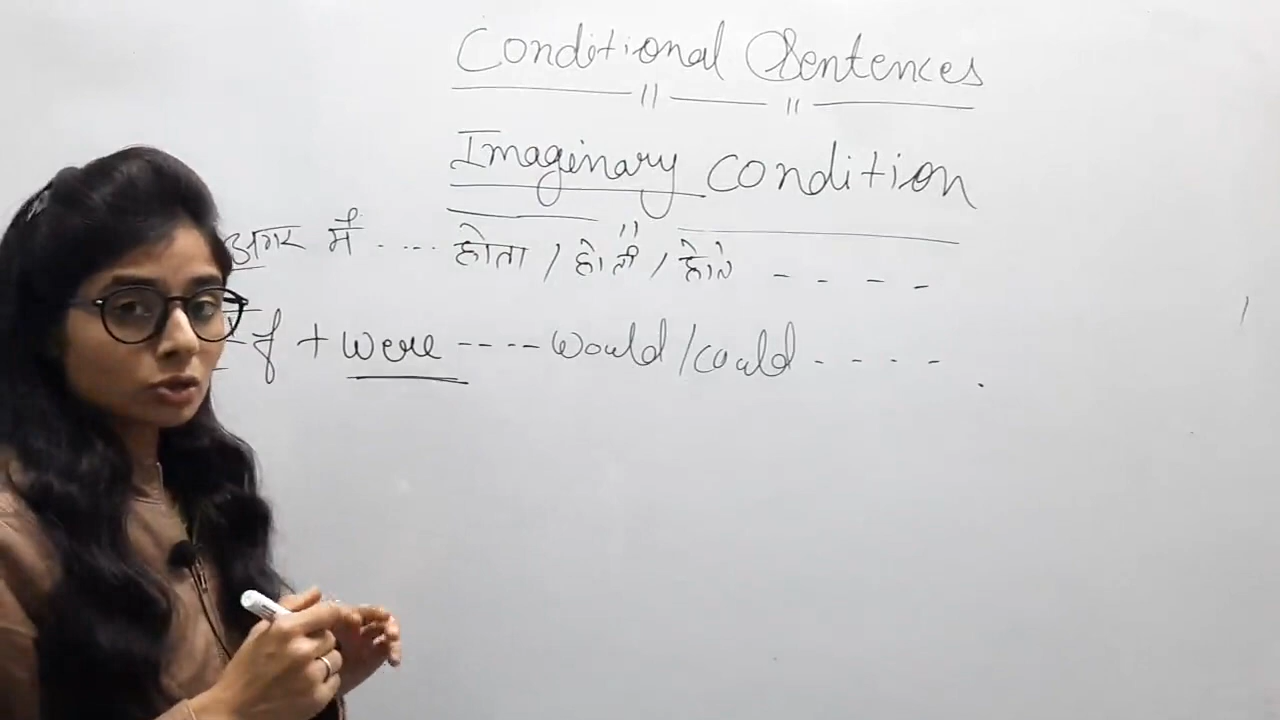 Conditional Sentences
Imaginary condition
अगर मैं .... होता / होती / होते - - - -
If + were ---- would/could - - - -